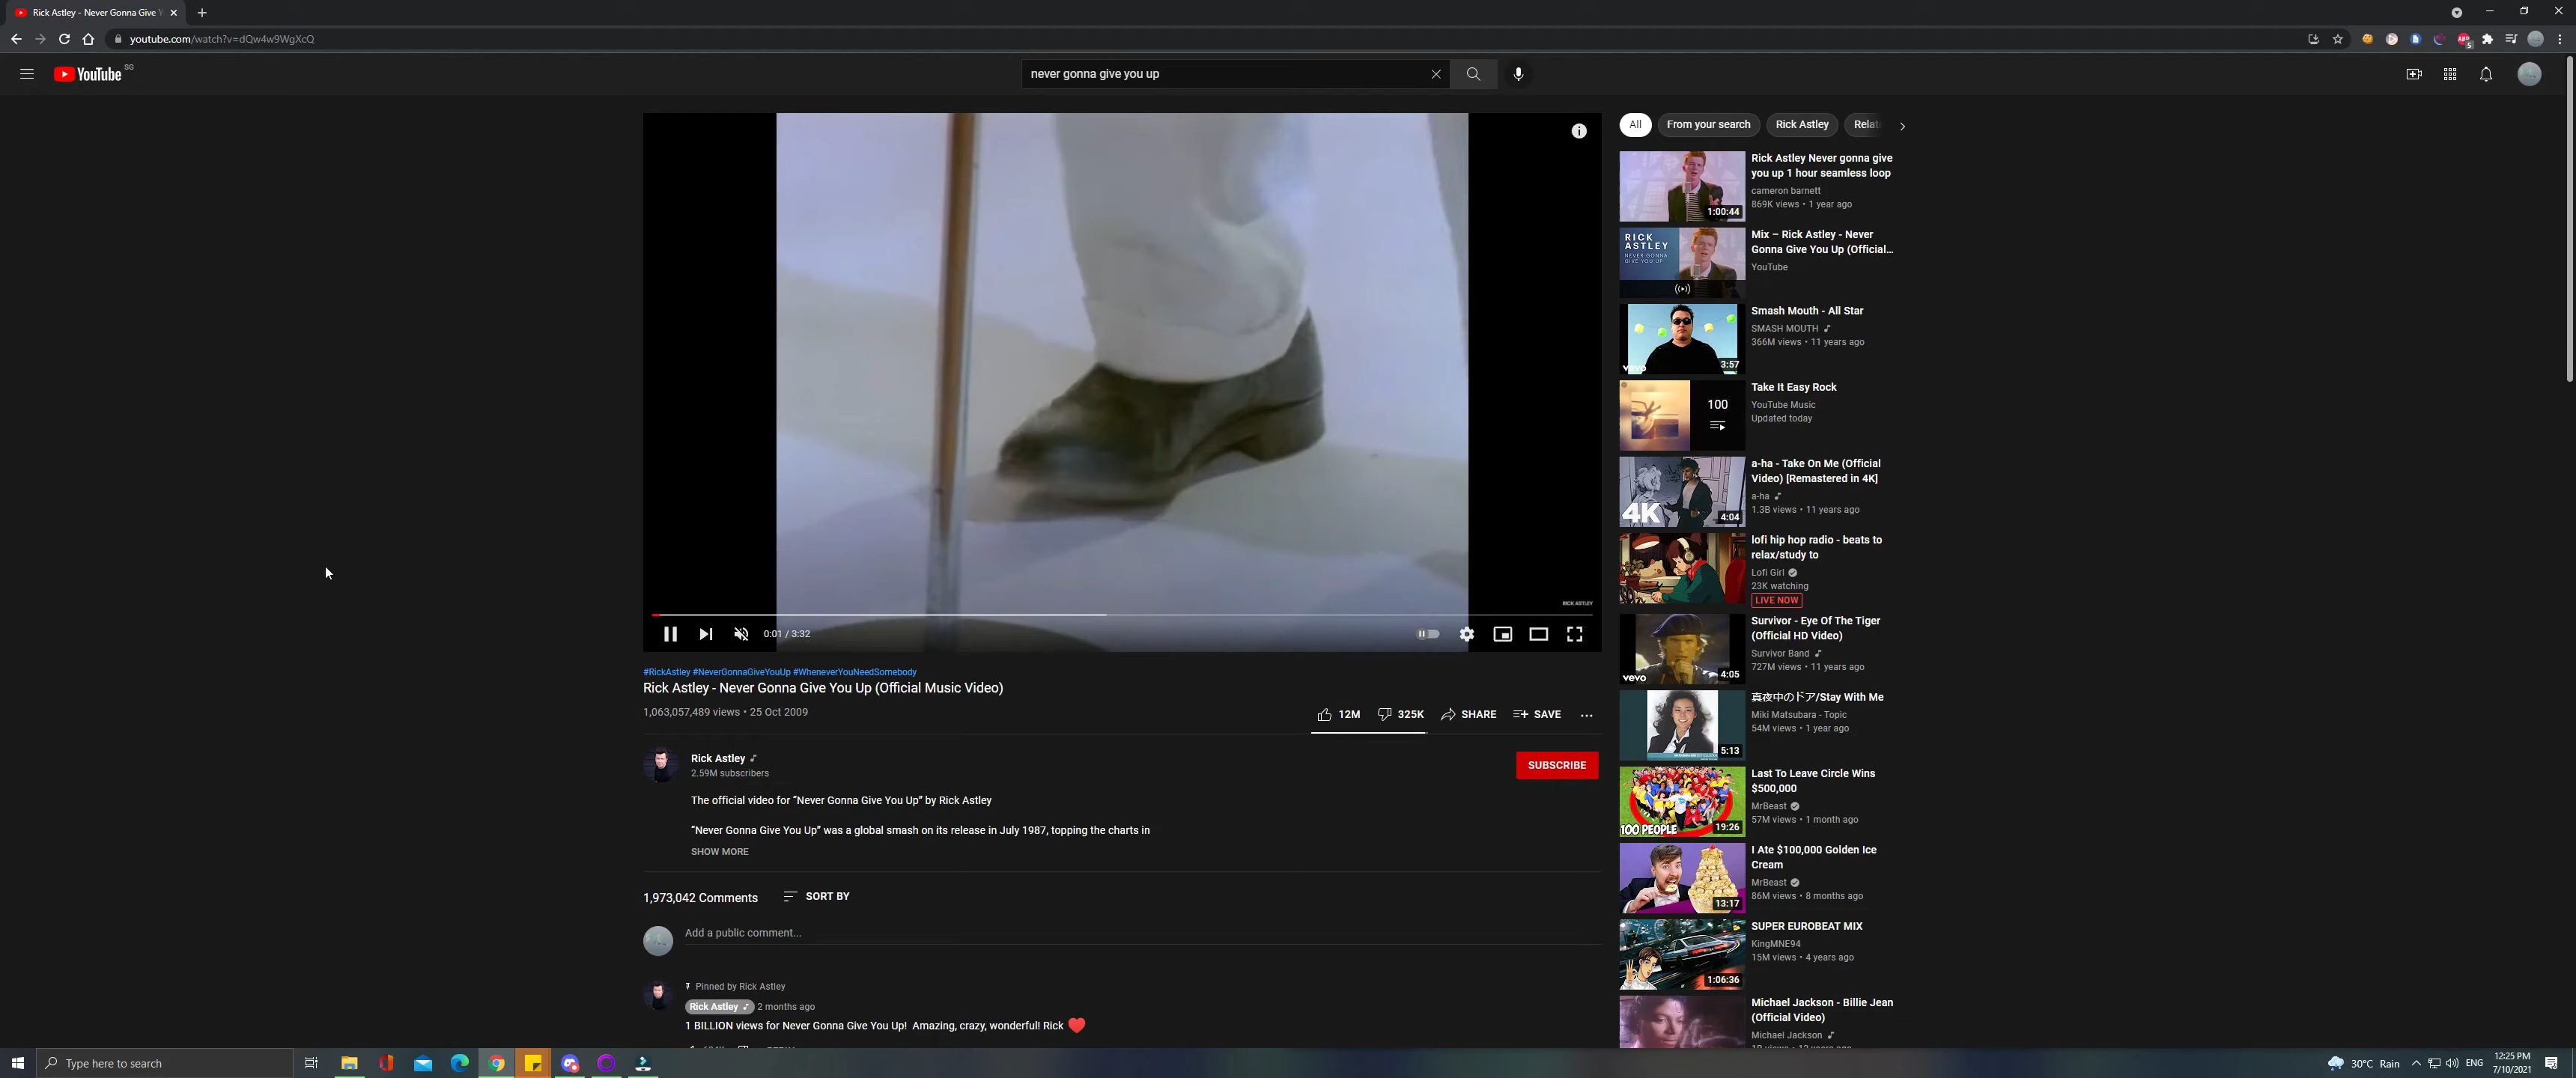 Rick Astley - Never Gonna Give Y
youtube.com/watch?v=dQw4w9WgXcQ
YouTube SG
never gonna give you up
RICK ASTLEY
0:01 / 3:32
#RickAstley #NeverGonnaGiveYouUp #WheneverYouNeedSomebody
Rick Astley - Never Gonna Give You Up (Official Music Video)
1,063,057,489 views • 25 Oct 2009
12M 325K SHARE SAVE
Rick Astley
2.59M subscribers
SUBSCRIBE
The official video for “Never Gonna Give You Up” by Rick Astley
“Never Gonna Give You Up” was a global smash on its release in July 1987, topping the charts in
SHOW MORE
1,973,042 Comments SORT BY
Add a public comment...
Pinned by Rick Astley
Rick Astley 2 months ago
1 BILLION views for Never Gonna Give You Up! Amazing, crazy, wonderful! Rick
All From your search Rick Astley Relat
1:00:44
Rick Astley Never gonna give
you up 1 hour seamless loop
cameron barnett
869K views • 1 year ago
RICK
ASTLEY
NEVER GONNA
GIVE YOU UP
Mix – Rick Astley - Never
Gonna Give You Up (Official...
YouTube
vevo
3:57
Smash Mouth - All Star
SMASH MOUTH
366M views • 11 years ago
100
Take It Easy Rock
YouTube Music
Updated today
4K
4:04
a-ha - Take On Me (Official
Video) [Remastered in 4K]
a-ha
1.3B views • 11 years ago
lofi hip hop radio - beats to
relax/study to
Lofi Girl
23K watching
LIVE NOW
vevo
4:05
Survivor - Eye Of The Tiger
(Official HD Video)
Survivor Band
727M views • 11 years ago
5:13
真夜中のドア/Stay With Me
Miki Matsubara - Topic
54M views • 1 year ago
100 PEOPLE
19:26
Last To Leave Circle Wins
$500,000
MrBeast
57M views • 1 month ago
13:17
I Ate $100,000 Golden Ice
Cream
MrBeast
86M views • 8 months ago
1:06:36
SUPER EUROBEAT MIX
KingMNE94
15M views • 4 years ago
Michael Jackson - Billie Jean
(Official Video)
Michael Jackson
Type here to search
30°C Rain
ENG
12:25 PM
7/10/2021